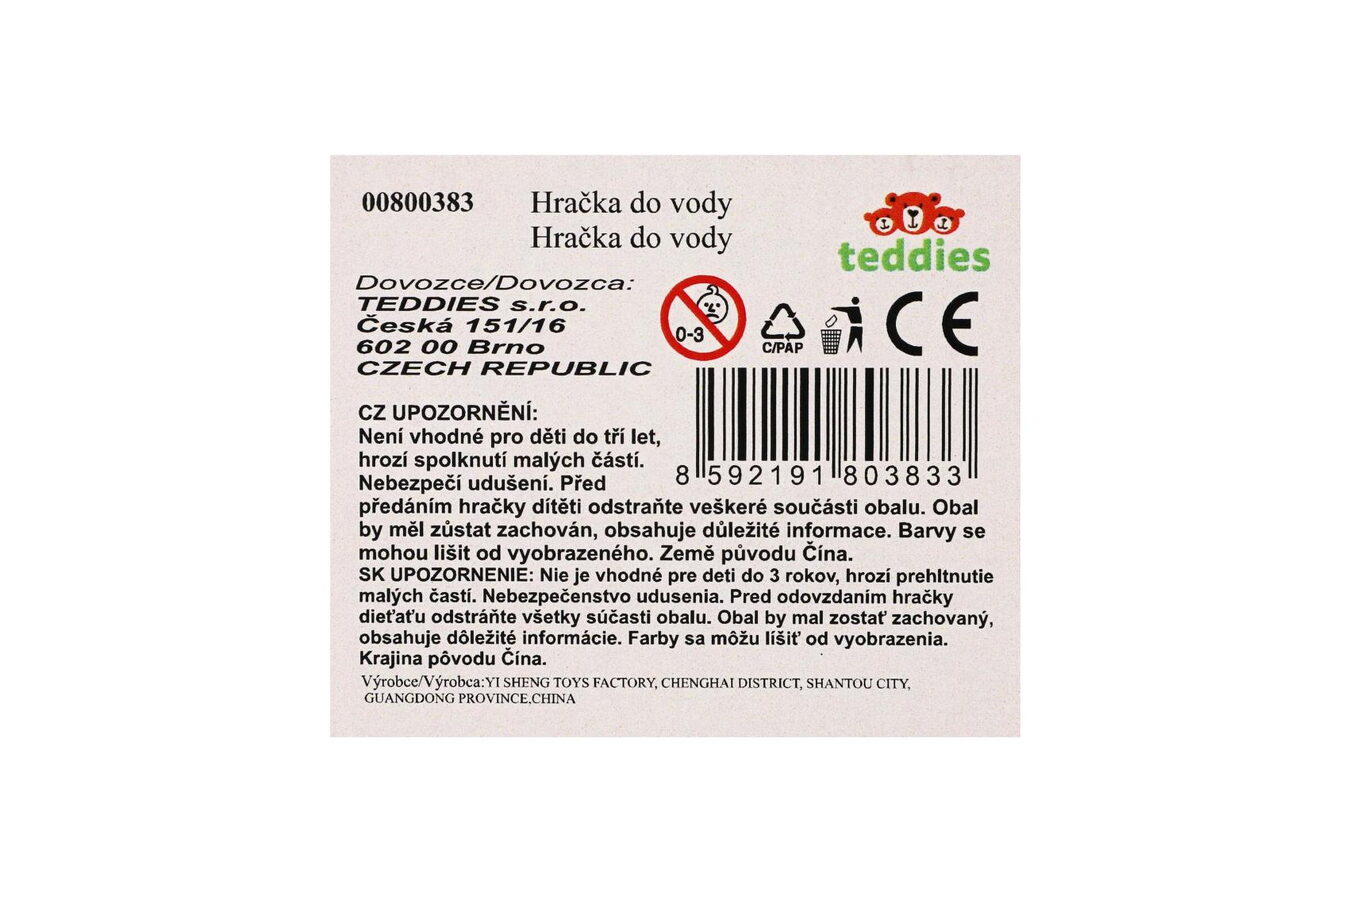 00800383
Hračka do vody
Hračka do vody
teddies
Dovozce/Dovozca:
TEDDIES s.r.o.
Česká 151/16
602 00 Brno
CZECH REPUBLIC
0-3
C/PAP
CE
8 592191 803833
CZ UPOZORNĚNÍ:
Není vhodné pro děti do tří let,
hrozí spolknutí malých částí.
Nebezpečí udušení. Před
předáním hračky dítěti odstraňte veškeré součásti obalu. Obal
by měl zůstat zachován, obsahuje důležité informace. Barvy se
mohou lišit od vyobrazeného. Země původu Čína.
SK UPOZORNENIE: Nie je vhodné pre deti do 3 rokov, hrozí prehltnutie
malých častí. Nebezpečenstvo udusenia. Pred odovzdaním hračky
dieťaťu odstráňte všetky súčasti obalu. Obal by mal zostať zachovaný,
obsahuje dôležité informácie. Farby sa môžu líšiť od vyobrazenia.
Krajina pôvodu Čína.
Výrobce/Výrobca:YI SHENG TOYS FACTORY, CHENGHAI DISTRICT, SHANTOU CITY,
GUANGDONG PROVINCE,CHINA